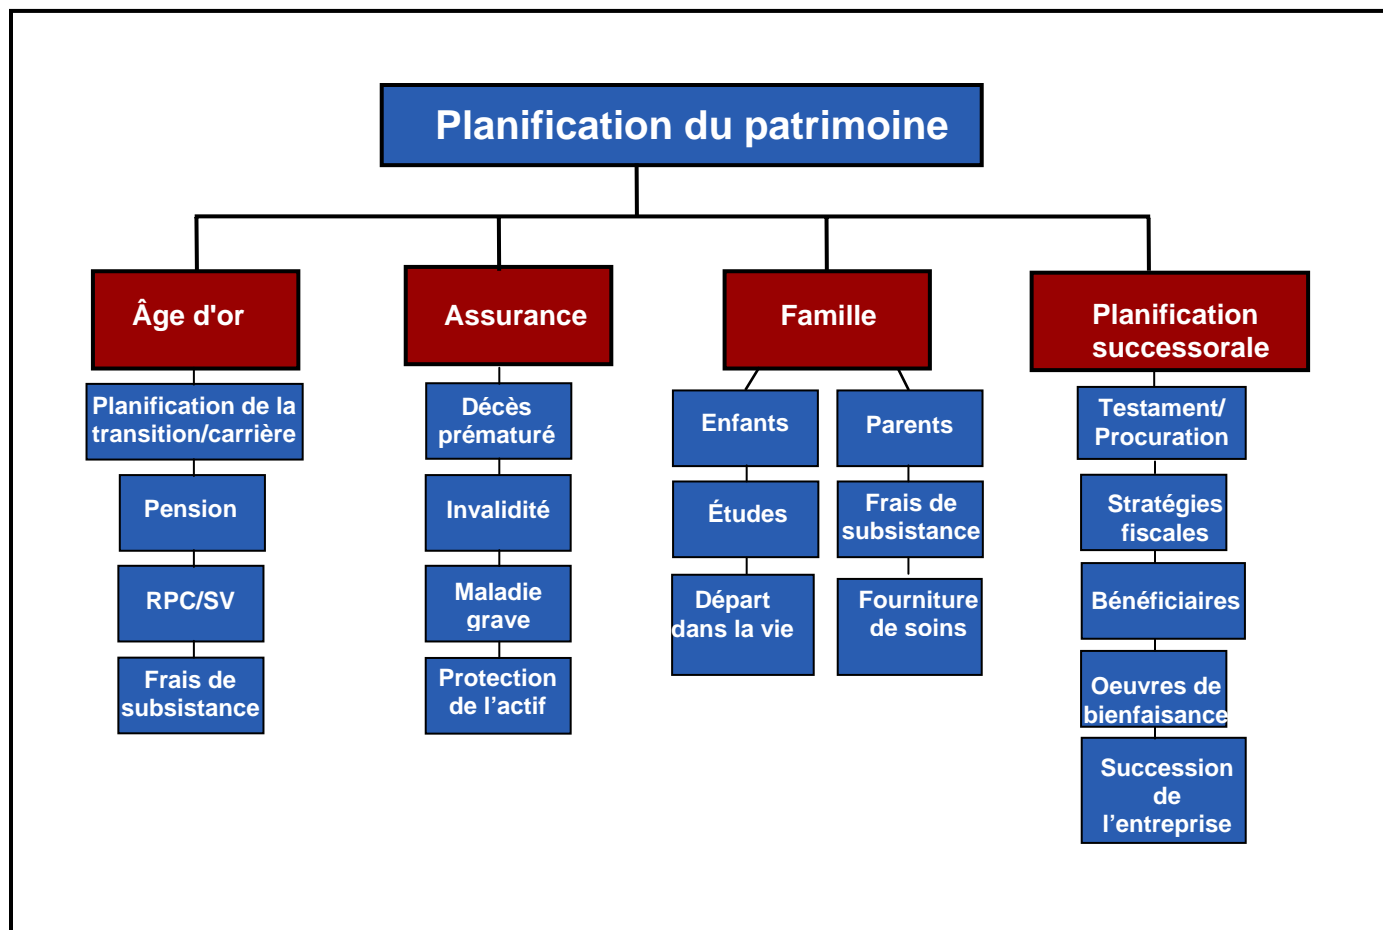 Planification du patrimoine
Âge d'or
Planification de la
transition/carrière
Pension
RPC/SV
Frais de
subsistance
Assurance
Décès
prématuré
Invalidité
Maladie
grave
Protection
de l’actif
Famille
Enfants
Études
Départ
dans la vie
Parents
Frais de
subsistance
Fourniture
de soins
Planification
successorale
Testament/
Procuration
Stratégies
fiscales
Bénéficiaires
Oeuvres de
bienfaisance
Succession
de
l’entreprise